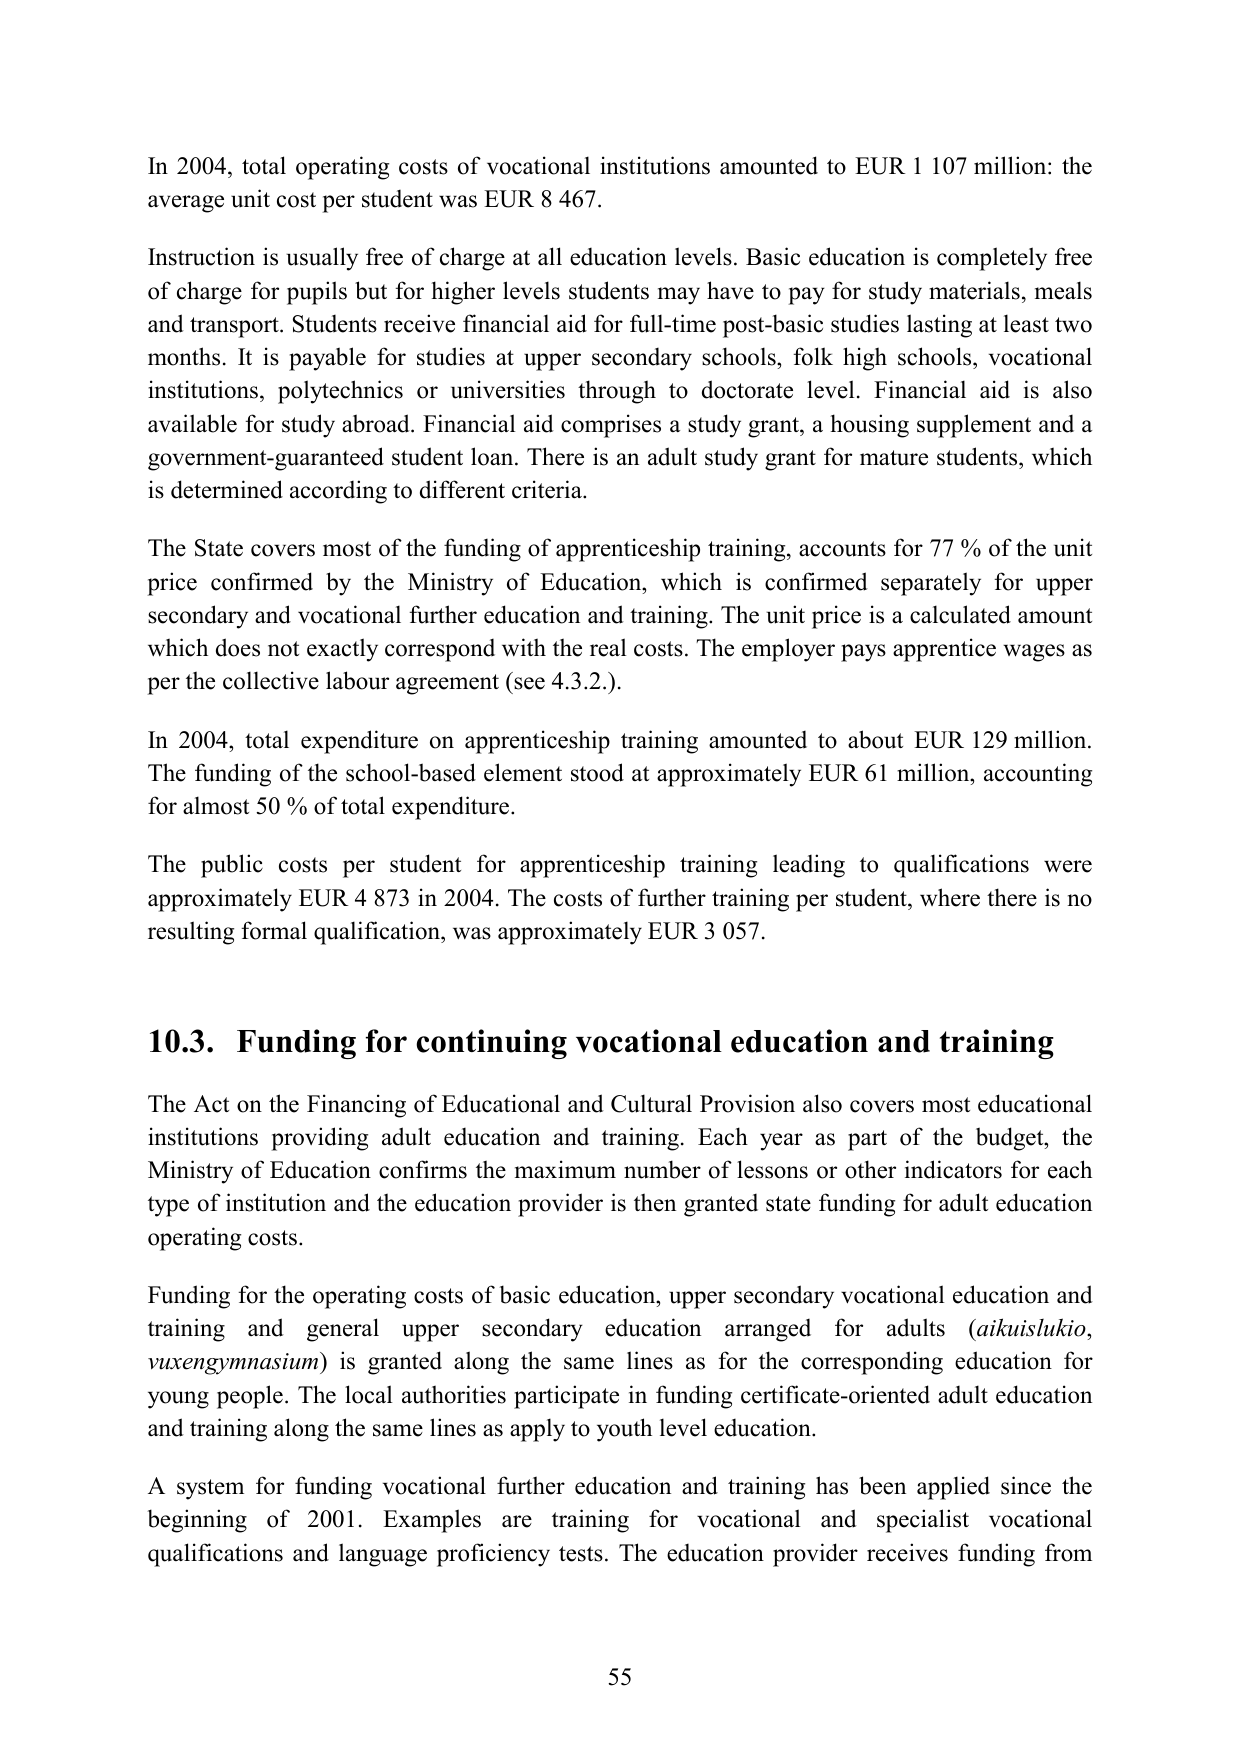 In 2004, total operating costs of vocational institutions amounted to EUR 1 107 million: the
average unit cost per student was EUR 8 467.
Instruction is usually free of charge at all education levels. Basic education is completely free
of charge for pupils but for higher levels students may have to pay for study materials, meals
and transport. Students receive financial aid for full-time post-basic studies lasting at least two
months. It is payable for studies at upper secondary schools, folk high schools, vocational
institutions, polytechnics or universities through to doctorate level. Financial aid is also
available for study abroad. Financial aid comprises a study grant, a housing supplement and a
government-guaranteed student loan. There is an adult study grant for mature students, which
is determined according to different criteria.
The State covers most of the funding of apprenticeship training, accounts for 77 % of the unit
price confirmed by the Ministry of Education, which is confirmed separately for upper
secondary and vocational further education and training. The unit price is a calculated amount
which does not exactly correspond with the real costs. The employer pays apprentice wages as
per the collective labour agreement (see 4.3.2.).
In 2004, total expenditure on apprenticeship training amounted to about EUR 129 million.
The funding of the school-based element stood at approximately EUR 61 million, accounting
for almost 50 % of total expenditure.
The public costs per student for apprenticeship training leading to qualifications were
approximately EUR 4 873 in 2004. The costs of further training per student, where there is no
resulting formal qualification, was approximately EUR 3 057.
10.3. Funding for continuing vocational education and training
The Act on the Financing of Educational and Cultural Provision also covers most educational
institutions providing adult education and training. Each year as part of the budget, the
Ministry of Education confirms the maximum number of lessons or other indicators for each
type of institution and the education provider is then granted state funding for adult education
operating costs.
Funding for the operating costs of basic education, upper secondary vocational education and
training and general upper secondary education arranged for adults (aikuislukio,
vuxengymnasium) is granted along the same lines as for the corresponding education for
young people. The local authorities participate in funding certificate-oriented adult education
and training along the same lines as apply to youth level education.
A system for funding vocational further education and training has been applied since the
beginning of 2001. Examples are training for vocational and specialist vocational
qualifications and language proficiency tests. The education provider receives funding from
55